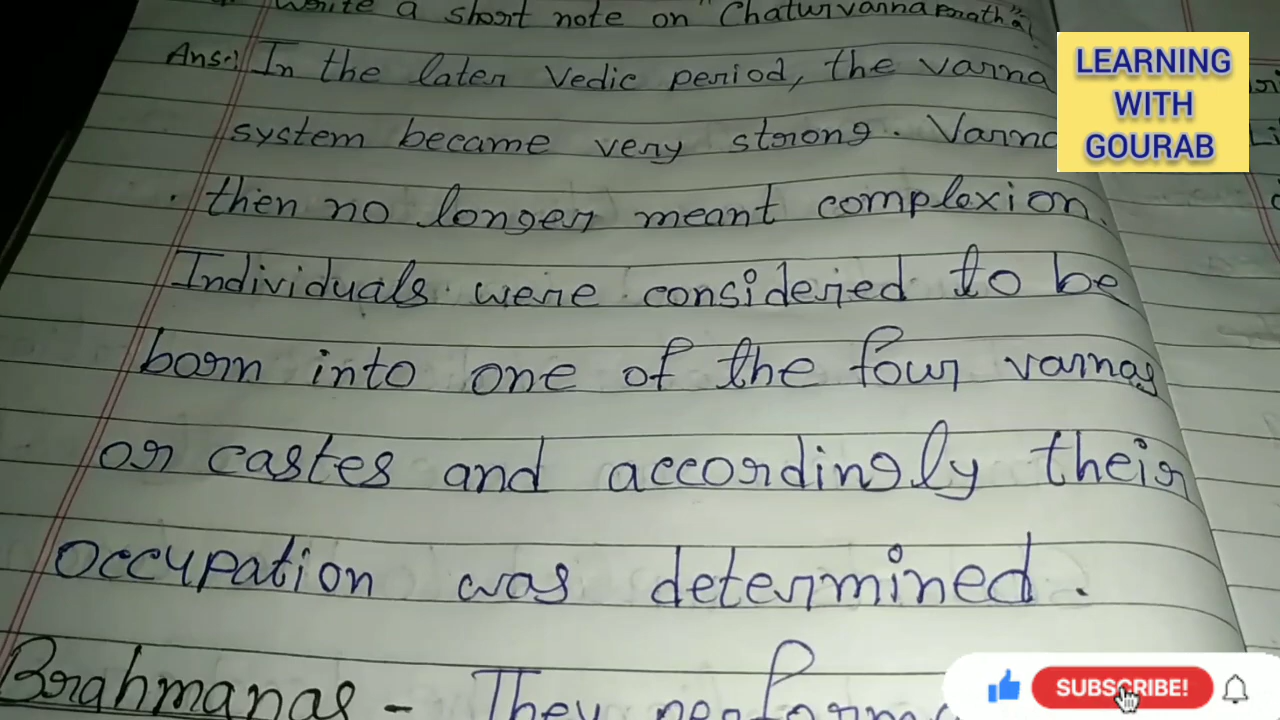 Write a short note on "Chaturvarnapratha"
Ans:) In the later Vedic period, the varna
system became very strong. Varna
then no longer meant complexion.
Individuals were considered to be
born into one of the four varnas
or castes and accordingly their
occupation was determined.
Brahmanas - They perform
LEARNING
WITH
GOURAB
SUBSCRIBE!